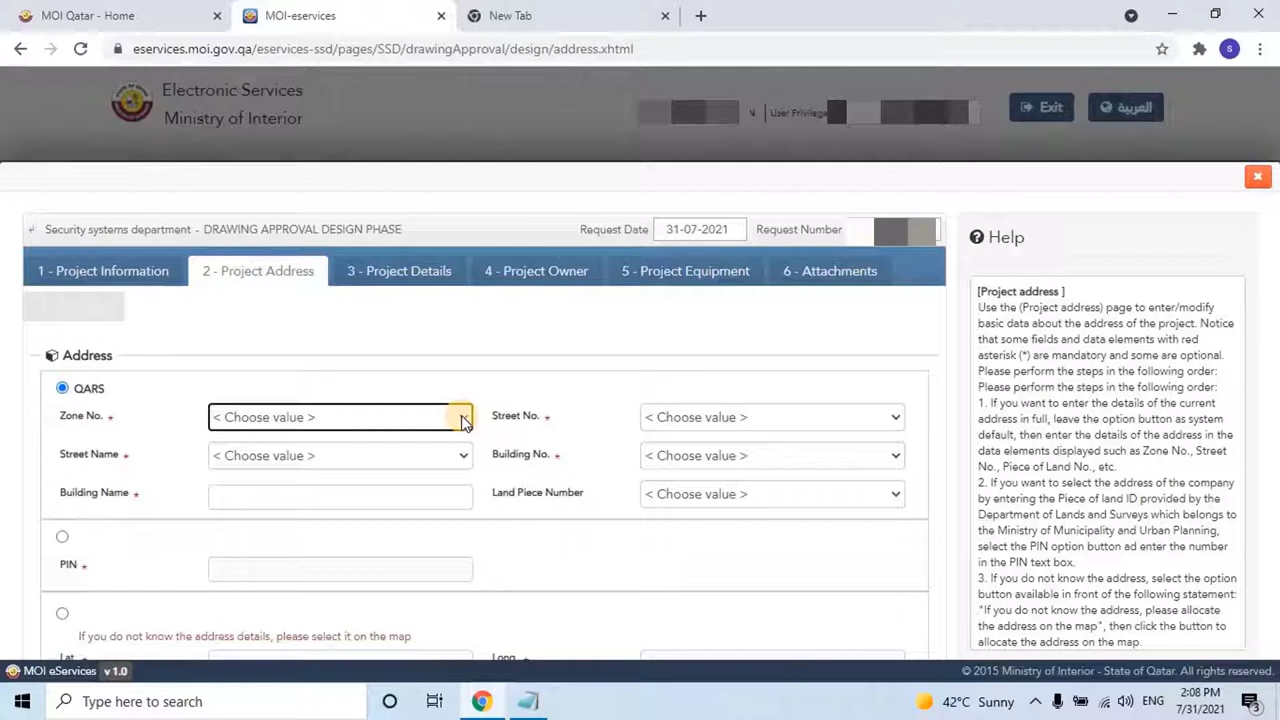 MOI Qatar - Home
MOI-eservices
New Tab
eservices.moi.gov.qa/eservices-ssd/pages/SSD/drawingApproval/design/address.xhtml
S
Electronic Services
Ministry of Interior
N
User Privilege
Exit
العربية
Security systems department - DRAWING APPROVAL DESIGN PHASE
Request Date
31-07-2021
Request Number
1 - Project Information
2 - Project Address
3 - Project Details
4 - Project Owner
5 - Project Equipment
6 - Attachments
Address
QARS
Zone No. *
< Choose value >
Street No. *
< Choose value >
Street Name *
< Choose value >
Building No. *
< Choose value >
Building Name *
Land Piece Number
< Choose value >
PIN *
If you do not know the address details, please select it on the map
Lat
Long
Help
[Project address ]
Use the (Project address) page to enter/modify
basic data about the address of the project. Notice
that some fields and data elements with red
asterisk (*) are mandatory and some are optional.
Please perform the steps in the following order:
Please perform the steps in the following order:
1. If you want to enter the details of the current
address in full, leave the option button as system
default, then enter the details of the address in the
data elements displayed such as Zone No., Street
No., Piece of Land No., etc.
2. If you want to select the address of the company
by entering the Piece of land ID provided by the
Department of Lands and Surveys which belongs to
the Ministry of Municipality and Urban Planning,
select the PIN option button ad enter the number
in the PIN text box.
3. If you do not know the address, select the option
button available in front of the following statement:
"If you do not know the address, please allocate
the address on the map", then click the button to
allocate the address on the map.
MOI eServices v 1.0
© 2015 Ministry of Interior - State of Qatar. All rights reserved.
Type here to search
42°C Sunny
ENG
2:08 PM
7/31/2021
3